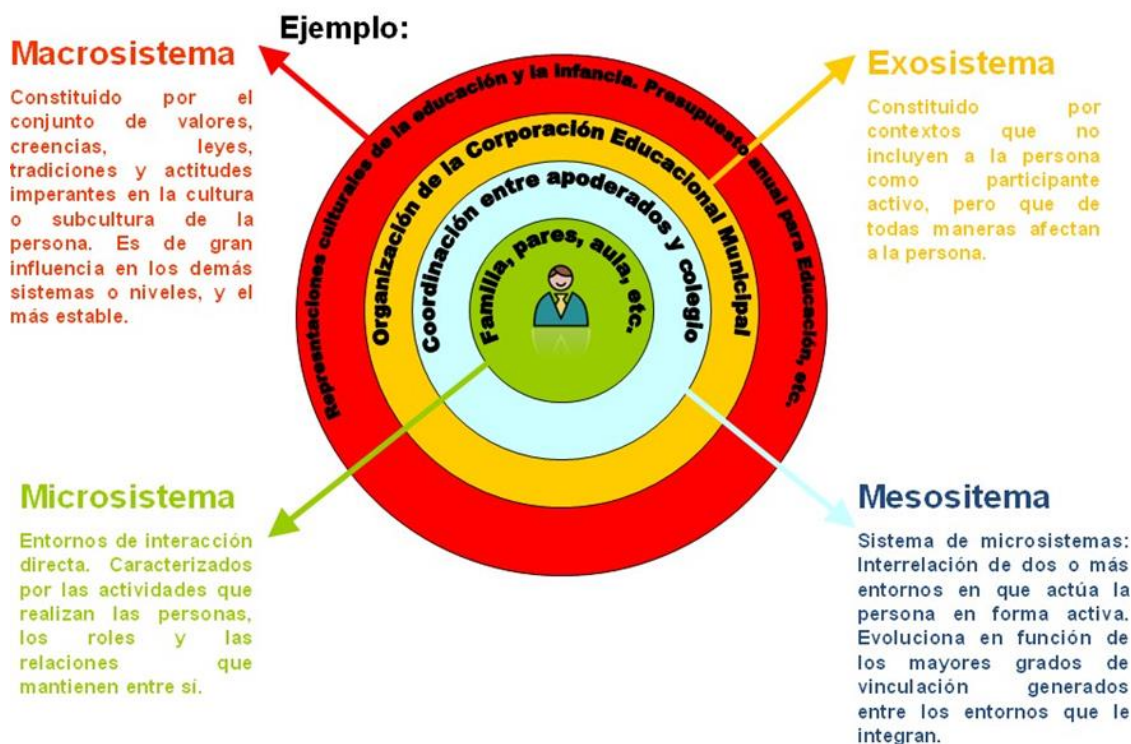 Ejemplo:
Macrosistema
Constituido por el
conjunto de valores,
creencias, leyes,
tradiciones y actitudes
imperantes en la cultura
o subcultura de la
persona. Es de gran
influencia en los demás
sistemas o niveles, y el
más estable.
Exosistema
Constituido por
contextos que no
incluyen a la persona
como participante
activo, pero que de
todas maneras afectan
a la persona.
Representaciones culturales de la educación y la infancia. Presupuesto anual para Educación, etc.
Organización de la Corporación Educacional Municipal
Coordinación entre apoderados y colegio
Familia, pares, aula, etc.
Microsistema
Entornos de interacción
directa. Caracterizados
por las actividades que
realizan las personas,
los roles y las
relaciones que
mantienen entre sí.
Mesositema
Sistema de microsistemas:
Interrelación de dos o más
entornos en que actúa la
persona en forma activa.
Evoluciona en función de
los mayores grados de
vinculación generados
entre los entornos que le
integran.